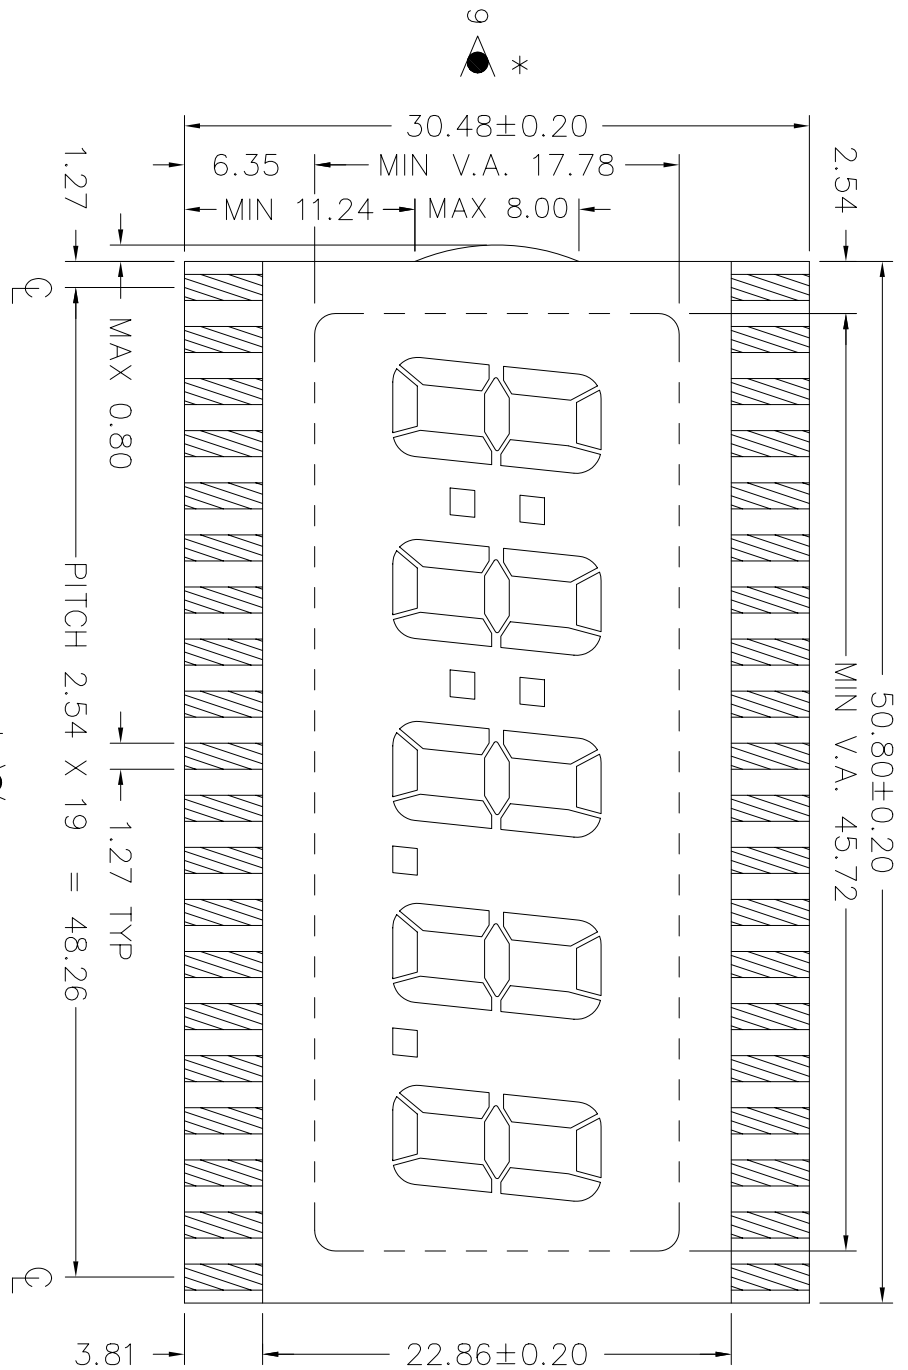 6
*
30.48±0.20
6.35
MIN V.A. 17.78
MIN 11.24
MAX 8.00
1.27
2.54
MAX 0.80
PITCH 2.54 X 19 = 48.26
1.27 TYP
50.80±0.20
MIN V.A. 45.72
3.81
22.86±0.20